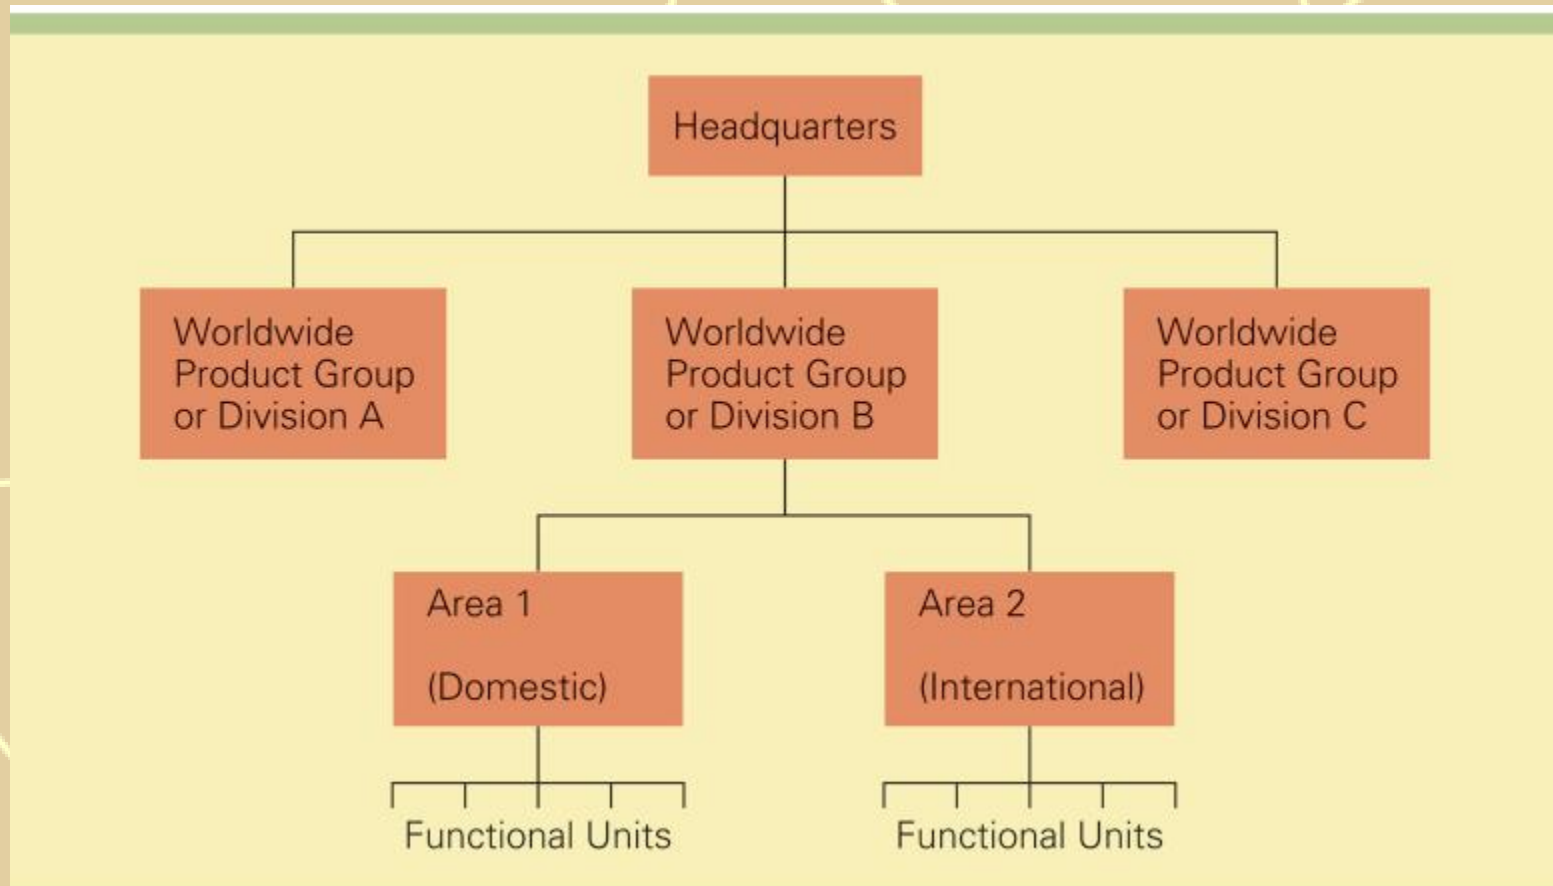 Headquarters
Worldwide
Product Group
or Division A
Worldwide
Product Group
or Division B
Worldwide
Product Group
or Division C
Area 1
(Domestic)
Area 2
(International)
Functional Units
Functional Units